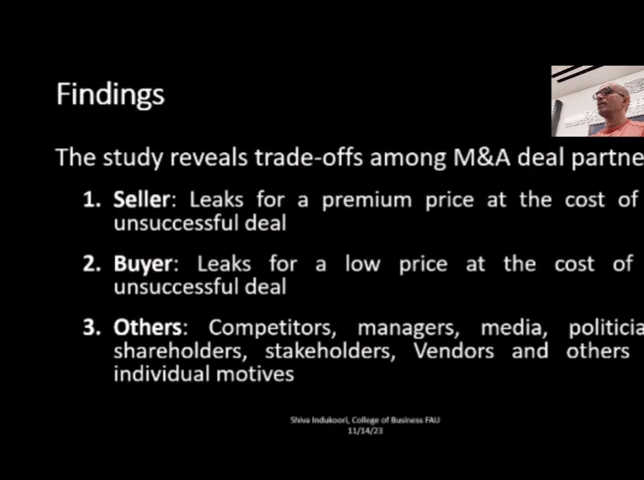 Findings
The study reveals trade-offs among M&A deal partne
1. Seller: Leaks for a premium price at the cost of
unsuccessful deal
2. Buyer: Leaks for a low price at the cost of
unsuccessful deal
3. Others: Competitors, managers, media, politicia
shareholders, stakeholders, Vendors and others
individual motives
Shiva Indukoori, College of Business FAU
11/14/23